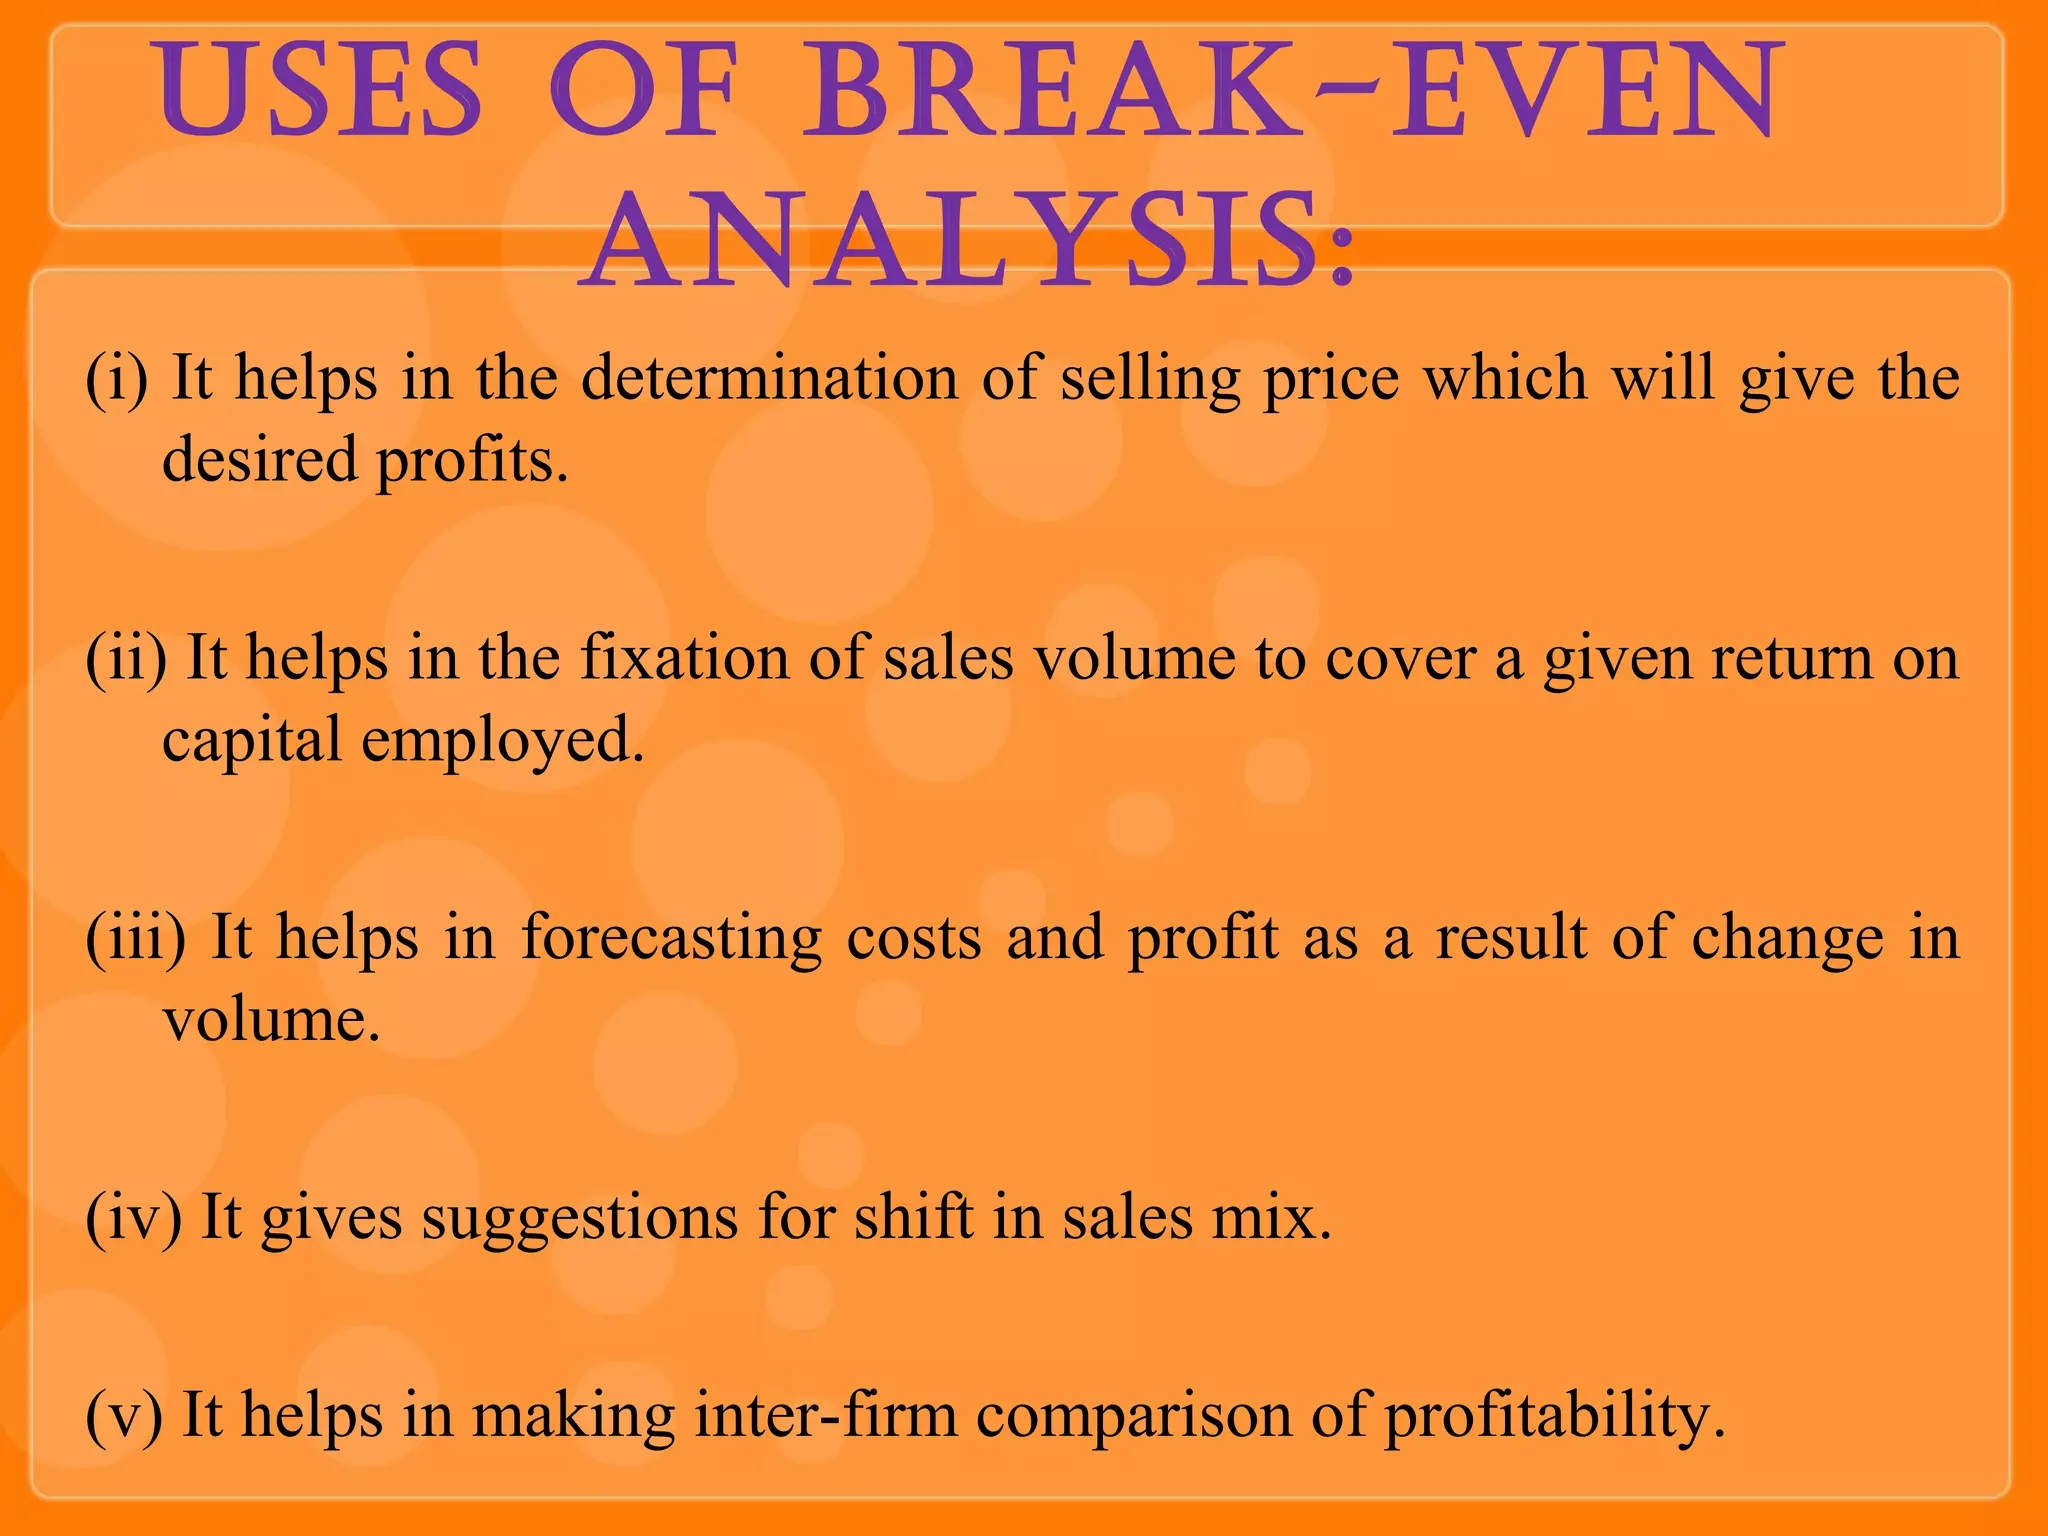 USES OF BREAK-EVEN
ANALYSIS:
(i) It helps in the determination of selling price which will give the
desired profits.
(ii) It helps in the fixation of sales volume to cover a given return on
capital employed.
(iii) It helps in forecasting costs and profit as a result of change in
volume.
(iv) It gives suggestions for shift in sales mix.
(v) It helps in making inter-firm comparison of profitability.